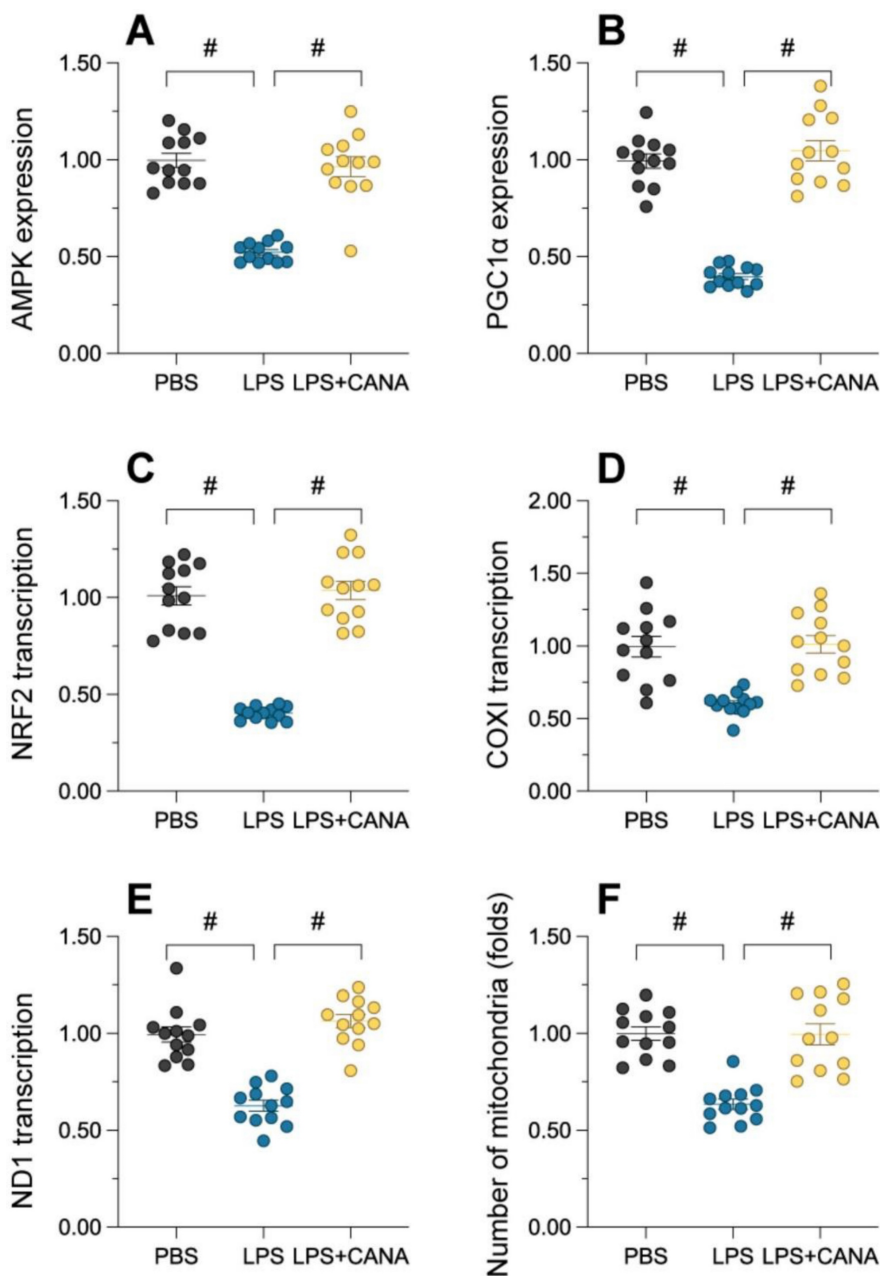 A
B
# #
# #
AMPK expression
1.50
1.00
0.50
0.00
PBS LPS LPS+CANA
PGC1α expression
1.50
1.00
0.50
0.00
PBS LPS LPS+CANA
C
D
# #
# #
NRF2 transcription
1.50
1.00
0.50
0.00
PBS LPS LPS+CANA
COXI transcription
2.00
1.50
1.00
0.50
0.00
PBS LPS LPS+CANA
E
F
# #
# #
ND1 transcription
1.50
1.00
0.50
0.00
PBS LPS LPS+CANA
Number of mitochondria (folds)
1.50
1.00
0.50
0.00
PBS LPS LPS+CANA